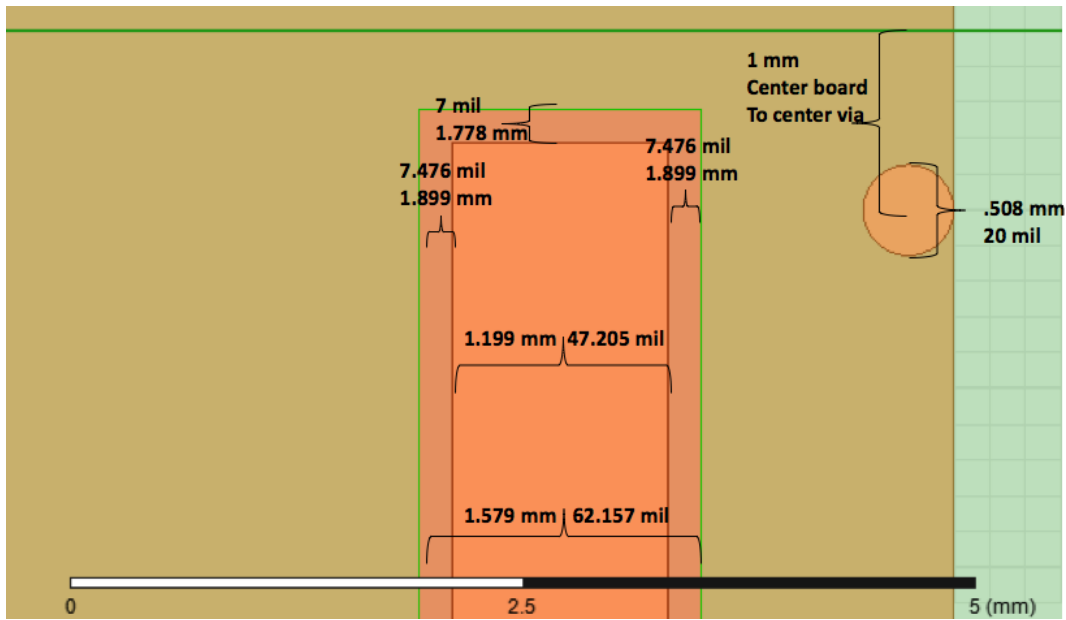 1 mm
Center board
To center via
7 mil
1.778 mm
7.476 mil
1.899 mm
7.476 mil
1.899 mm
.508 mm
20 mil
1.199 mm 47.205 mil
1.579 mm 62.157 mil
0 2.5 5 (mm)